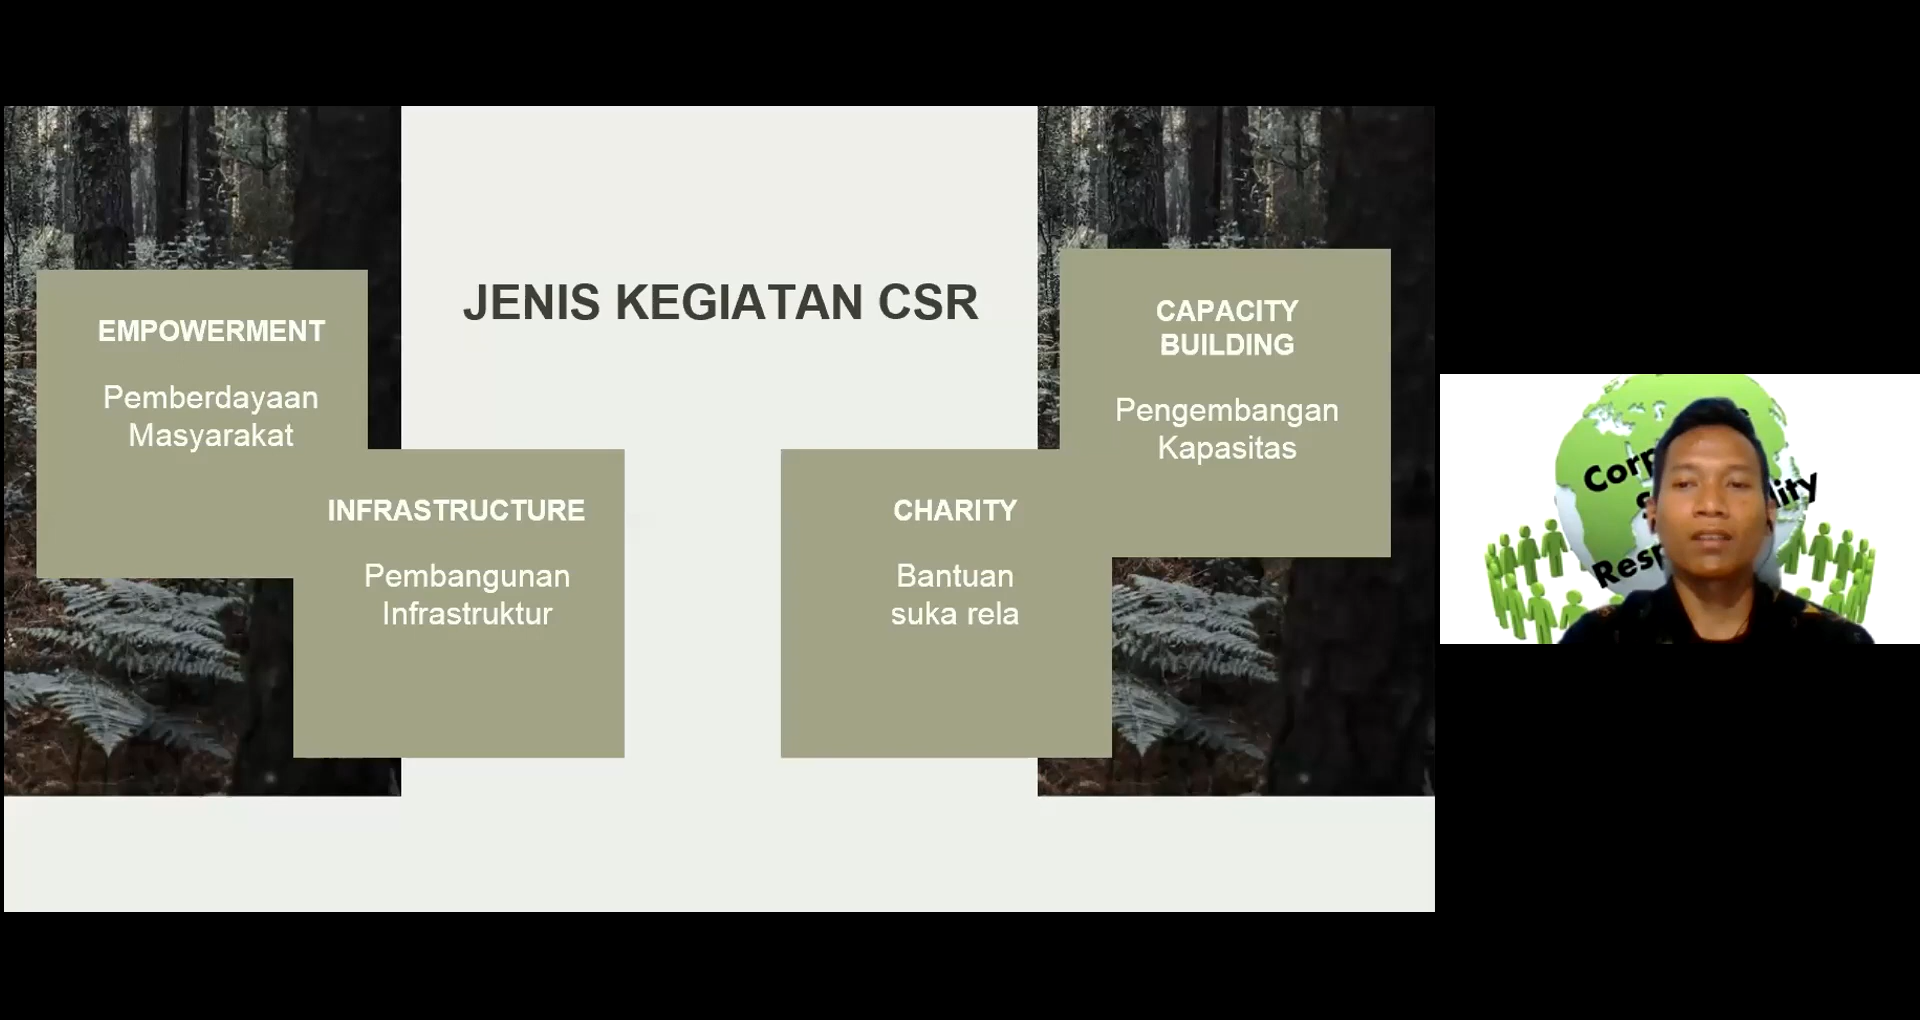 JENIS KEGIATAN CSR
EMPOWERMENT
Pemberdayaan
Masyarakat
INFRASTRUCTURE
Pembangunan
Infrastruktur
CHARITY
Bantuan
suka rela
CAPACITY
BUILDING
Pengembangan
Kapasitas